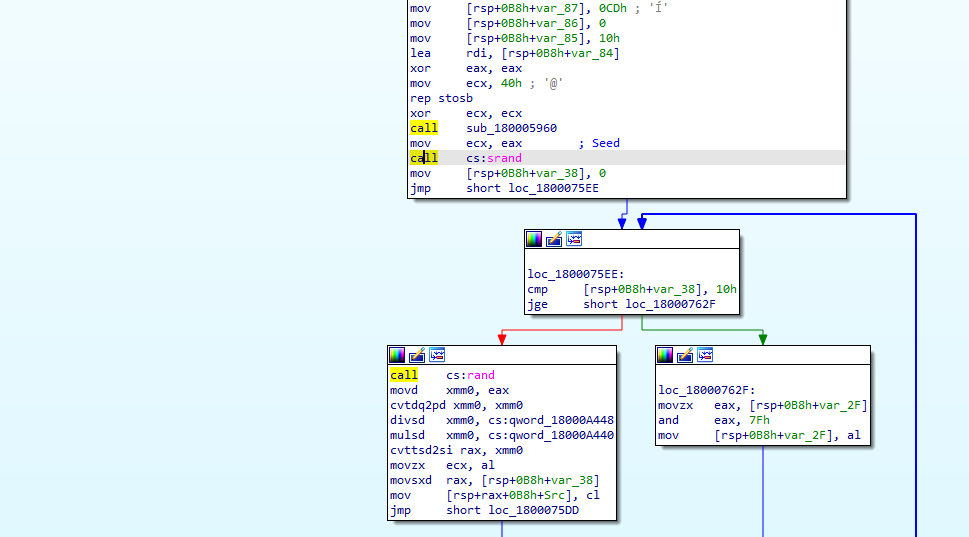 mov     [rsp+0B8h+var_87], 0CDh ; 'Í'
mov     [rsp+0B8h+var_86], 0
mov     [rsp+0B8h+var_85], 10h
lea     rdi, [rsp+0B8h+var_84]
xor     eax, eax
mov     ecx, 40h ; '@'
rep stosb
xor     ecx, ecx
call    sub_180005960
mov     ecx, eax        ; Seed
call    cs:srand
mov     [rsp+0B8h+var_38], 0
jmp     short loc_1800075EE
loc_1800075EE:
cmp     [rsp+0B8h+var_38], 10h
jge     short loc_18000762F
call    cs:rand
movd    xmm0, eax
cvtdq2pd xmm0, xmm0
divsd   xmm0, cs:qword_18000A448
mulsd   xmm0, cs:qword_18000A440
cvttsd2si rax, xmm0
movzx   ecx, al
movsxd  rax, [rsp+0B8h+var_38]
mov     [rsp+rax+0B8h+Src], cl
jmp     short loc_1800075DD
loc_18000762F:
movzx   eax, [rsp+0B8h+var_2F]
and     eax, 7Fh
mov     [rsp+0B8h+var_2F], al